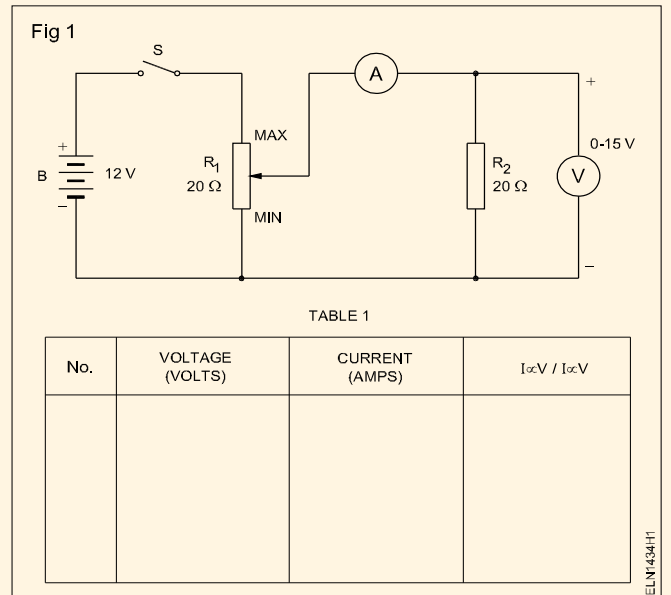 Fig 1
S
A
+
MAX
0-15 V
+
B
12 V
R1
20 Ω
R2
20 Ω
V
–
MIN
–
TABLE 1
No.
VOLTAGE
(VOLTS)
CURRENT
(AMPS)
I∝V / I∝V
ELN1434H1